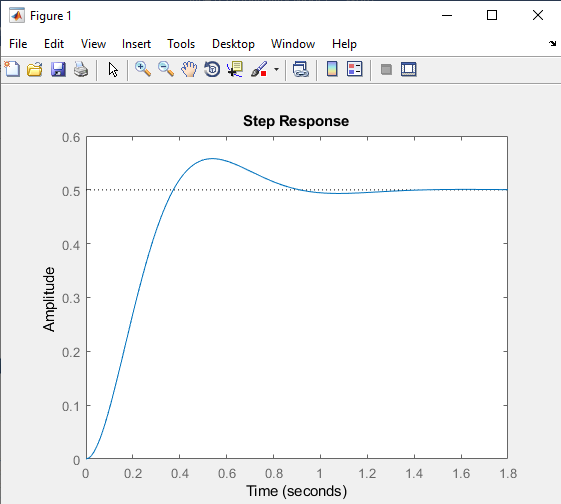 Figure 1
File Edit View Insert Tools Desktop Window Help
Step Response
0.6
0.5
0.4
0.3
0.2
0.1
0
Amplitude
0 0.2 0.4 0.6 0.8 1 1.2 1.4 1.6 1.8
Time (seconds)